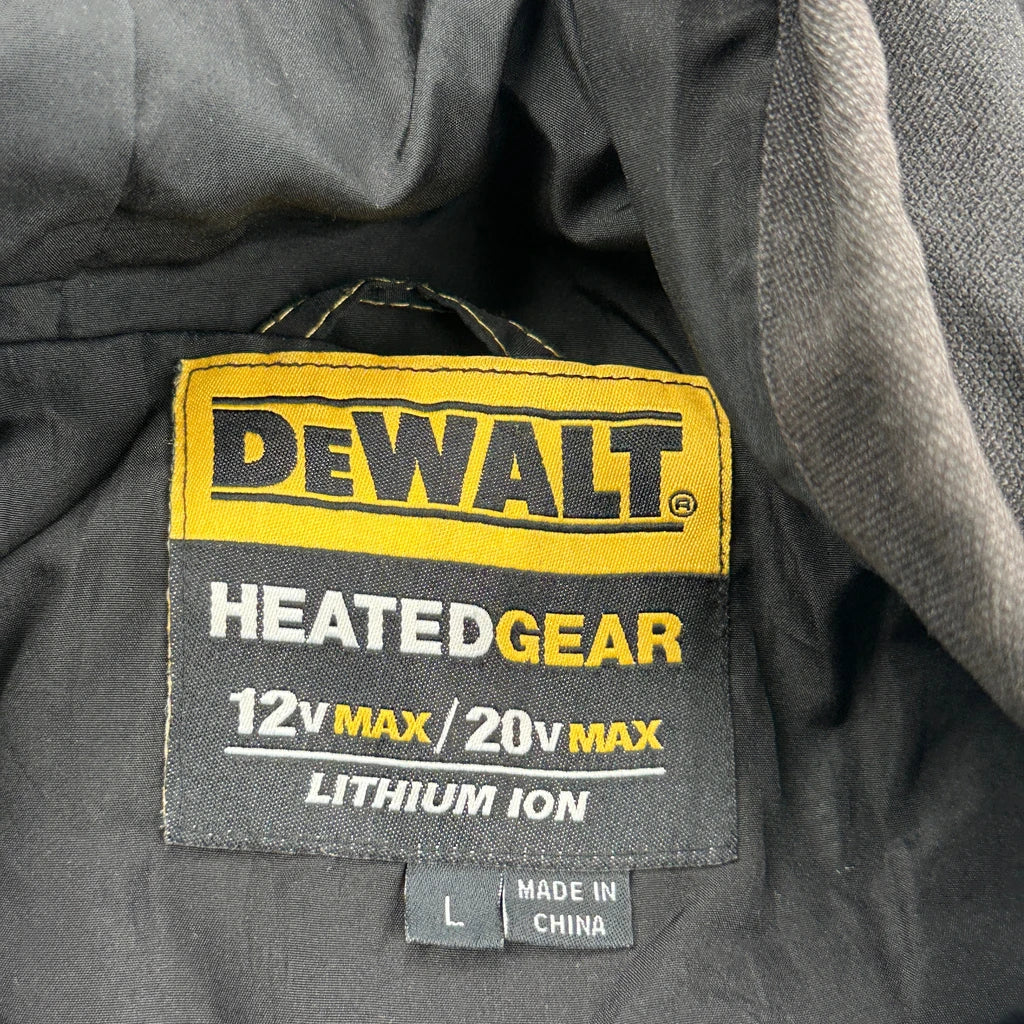 DEWALT®
HEATEDGEAR
12V MAX / 20V MAX
LITHIUM ION
L
MADE IN
CHINA